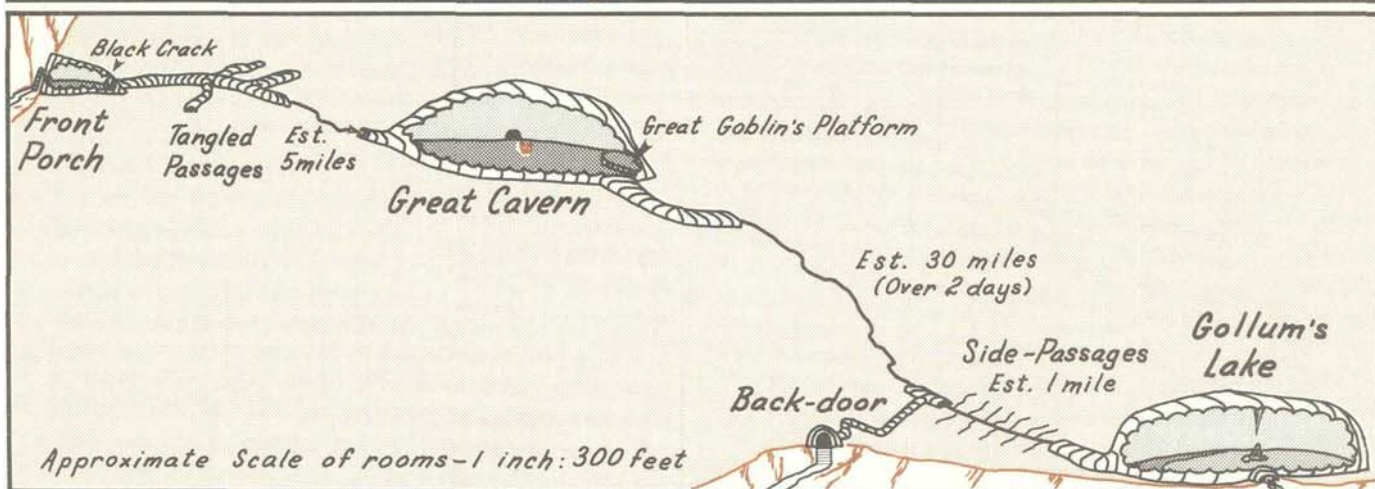 Black Crack
Front
Porch
Tangled
Passages
Est.
5miles
Great Goblin's Platform
Great Cavern
Est. 30 miles
(Over 2 days)
Side-Passages
Est. 1 mile
Gollum's
Lake
Back-door
Approximate Scale of rooms-1 inch: 300 feet